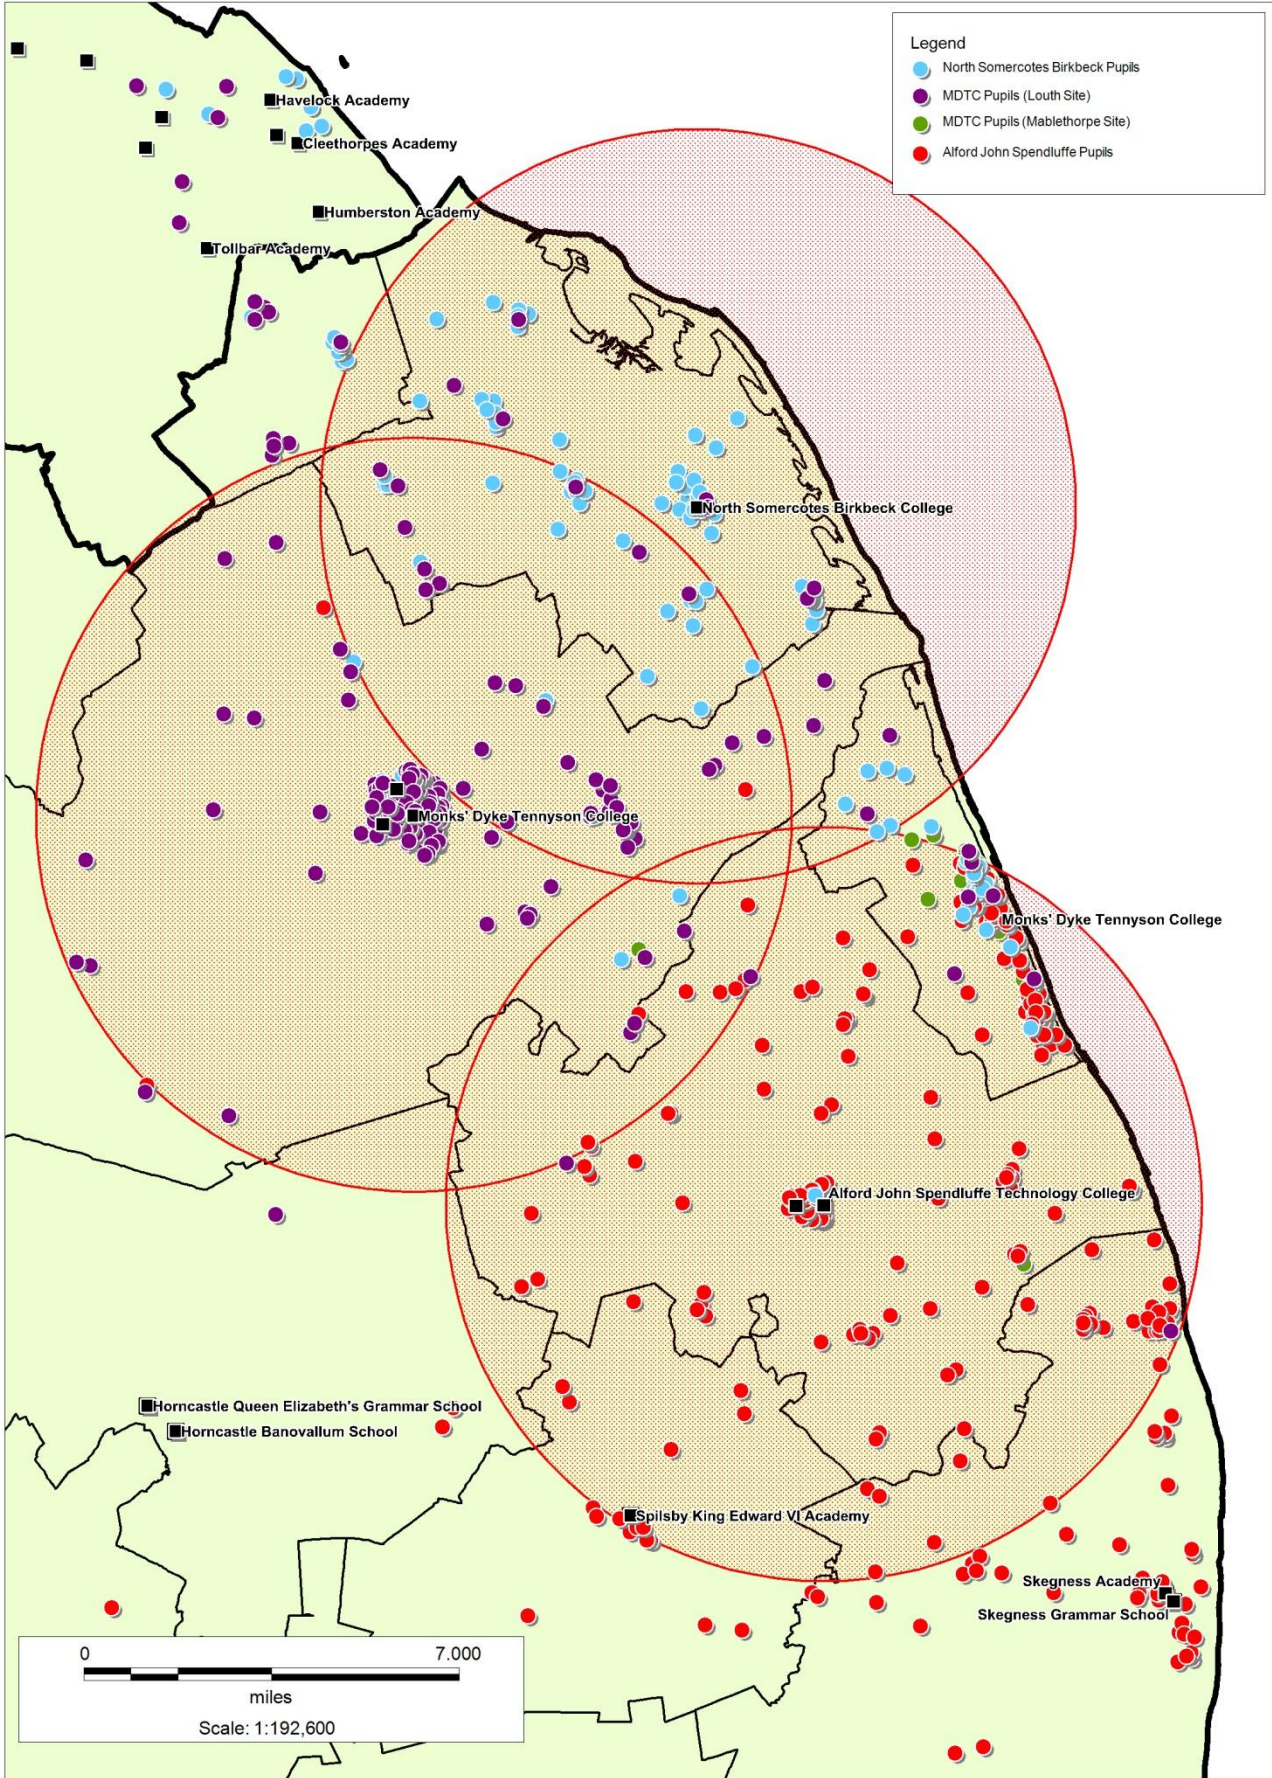 Legend
North Somercotes Birkbeck Pupils
MDTC Pupils (Louth Site)
MDTC Pupils (Mablethorpe Site)
Alford John Spendluffe Pupils
Havelock Academy
Cleethorpes Academy
Humberston Academy
Tollbar Academy
North Somercotes Birkbeck College
Monks' Dyke Tennyson College
Monks' Dyke Tennyson College
Alford John Spendluffe Technology College
Horncastle Queen Elizabeth's Grammar School
Horncastle Banovallum School
Spilsby King Edward VI Academy
Skegness Academy
Skegness Grammar School
0 7.000
miles
Scale: 1:192,600